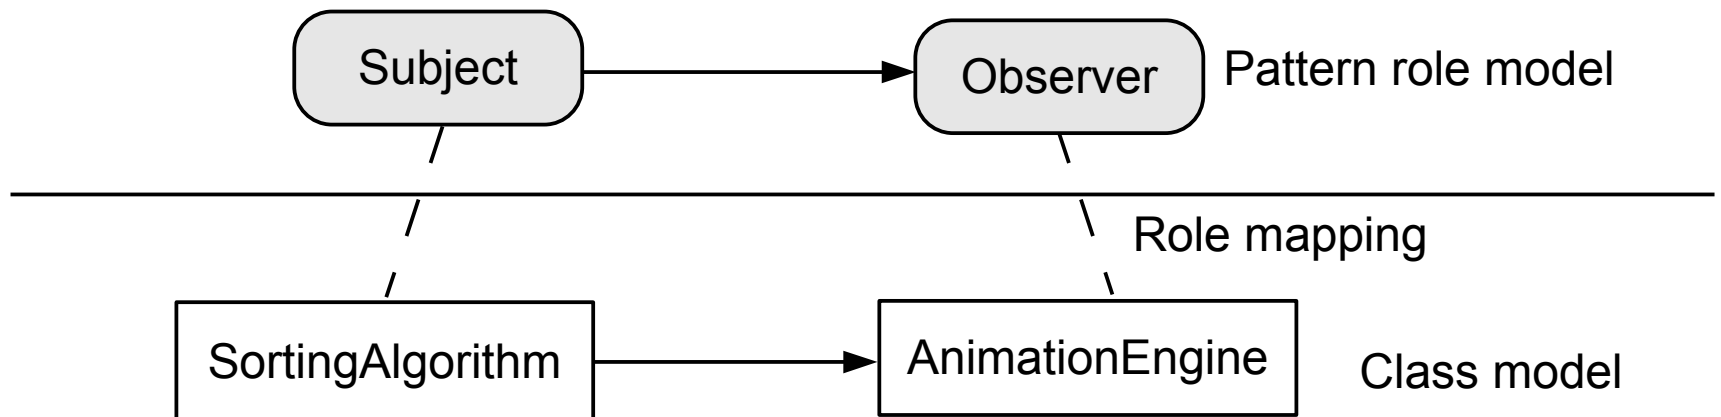 Subject
Observer
Pattern role model
Role mapping
SortingAlgorithm
AnimationEngine
Class model